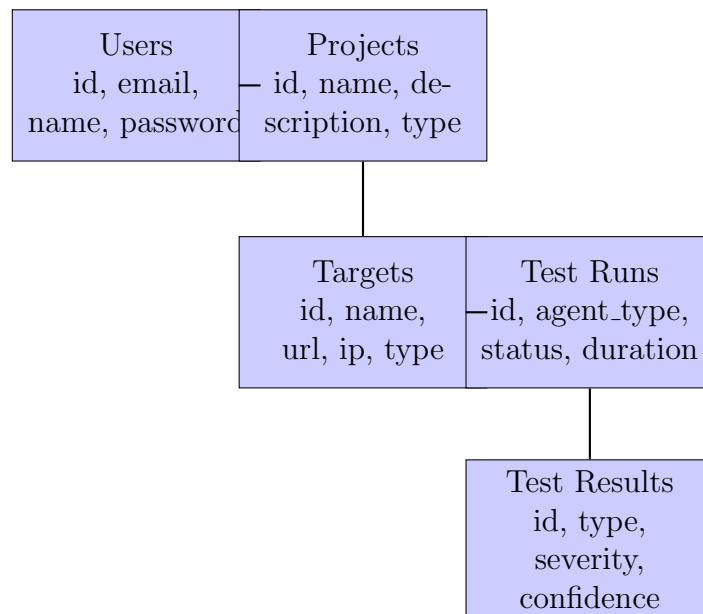 Users
id, email,
name, password
Projects
id, name, de-
scription, type
Targets
id, name,
url, ip, type
Test Runs
id, agent_type,
status, duration
Test Results
id, type,
severity,
confidence